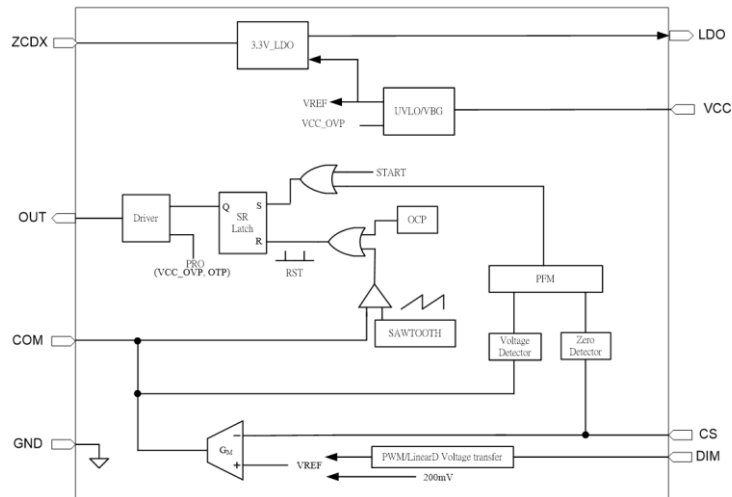 ZCDX
3.3V_LDO
LDO
VREF
UVLO/VBG
VCC
VCC_OVP
START
OUT
Driver
Q
S
SR
Latch
R
OCP
PRO
(VCC_OVP, OTP)
RST
PFM
SAWTOOTH
COM
Voltage
Detector
Zero
Detector
GND
GM
−
+
VREF
PWM/LinearD Voltage transfer
200mV
CS
DIM